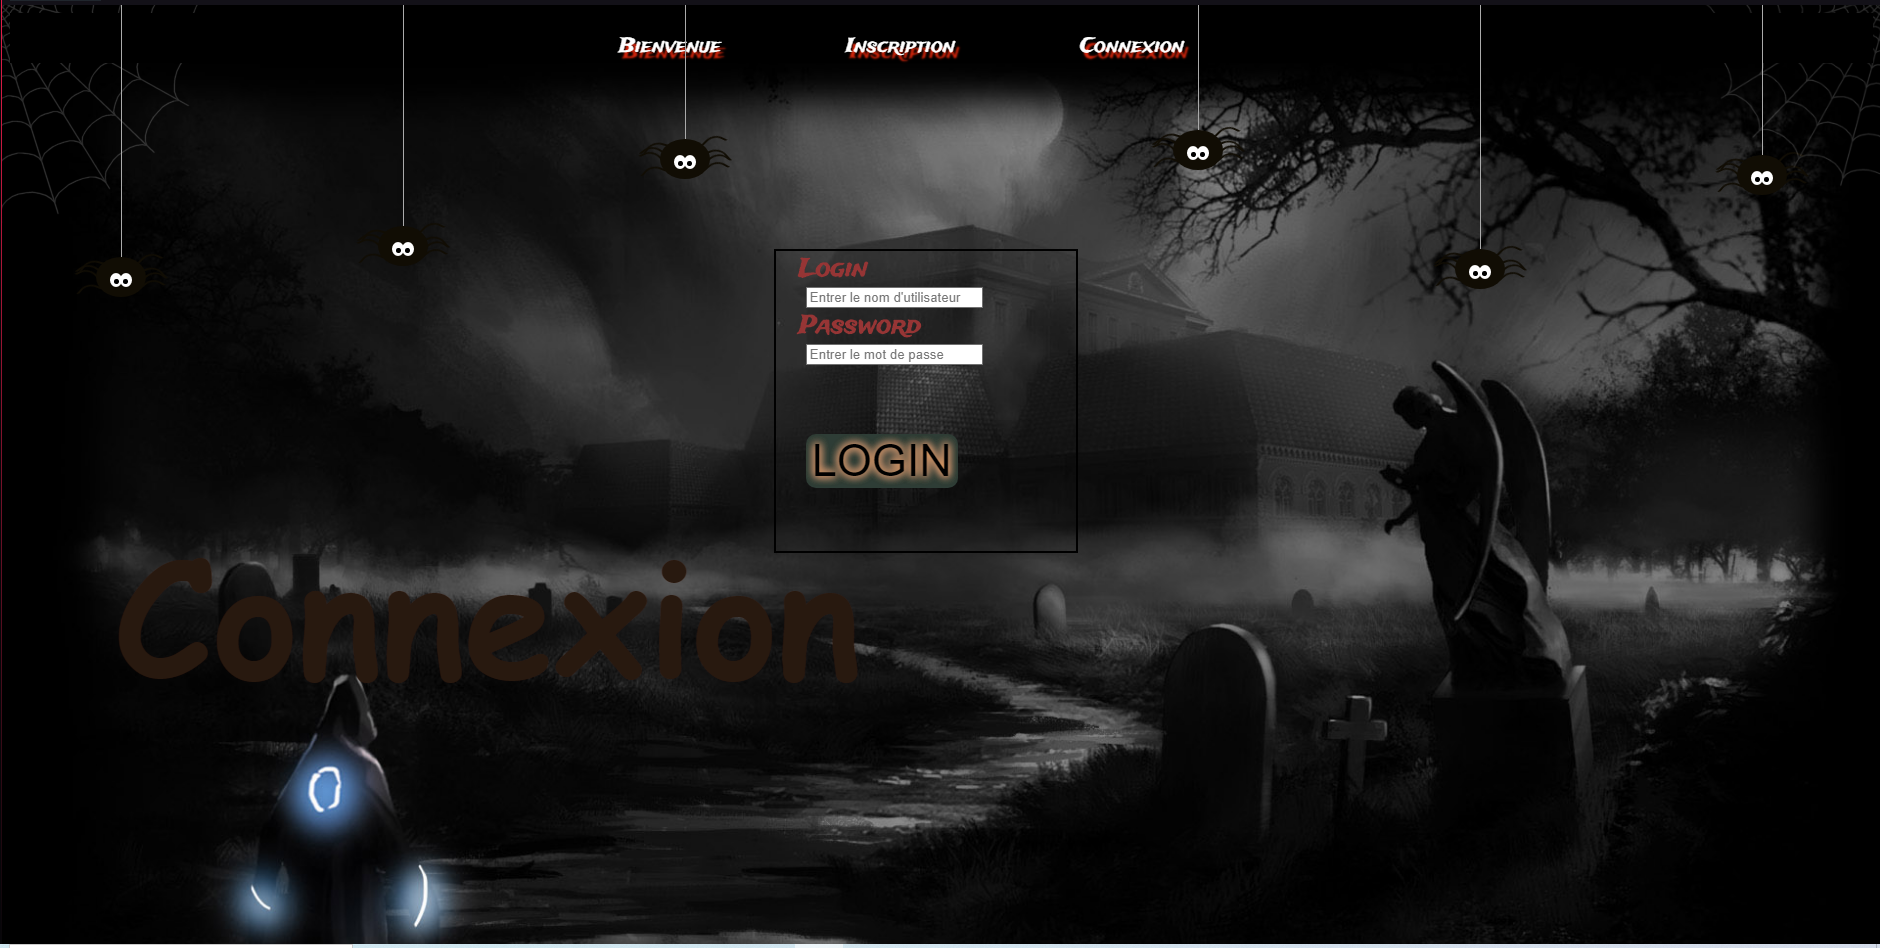 Bienvenue
Inscription
Connexion
Login
Entrer le nom d'utilisateur
Password
Entrer le mot de passe
LOGIN
Connexion